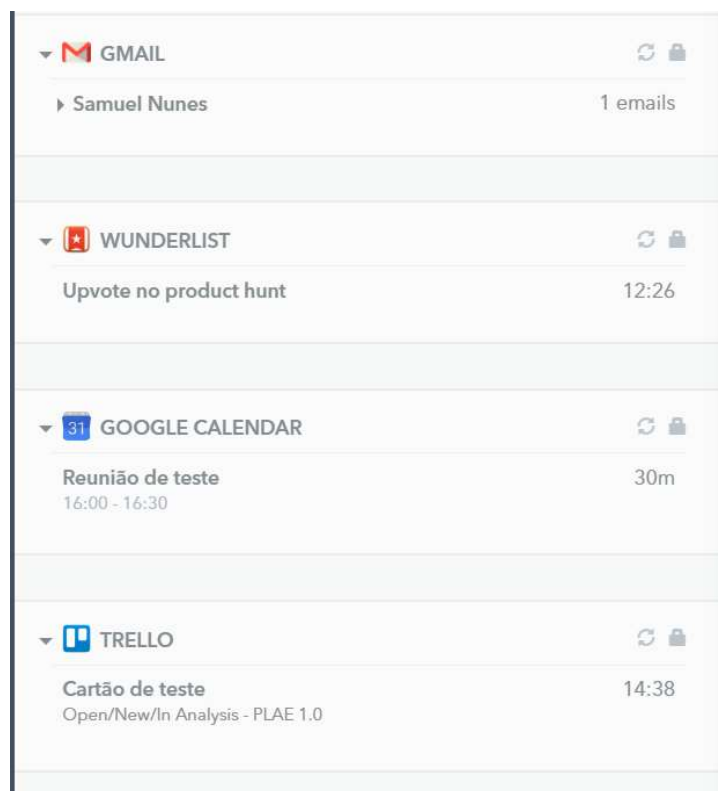 GMAIL
Samuel Nunes 1 emails
WUNDERLIST
Upvote no product hunt 12:26
31 GOOGLE CALENDAR
Reunião de teste 30m
16:00 - 16:30
TRELLO
Cartão de teste 14:38
Open/New/In Analysis - PLAE 1.0